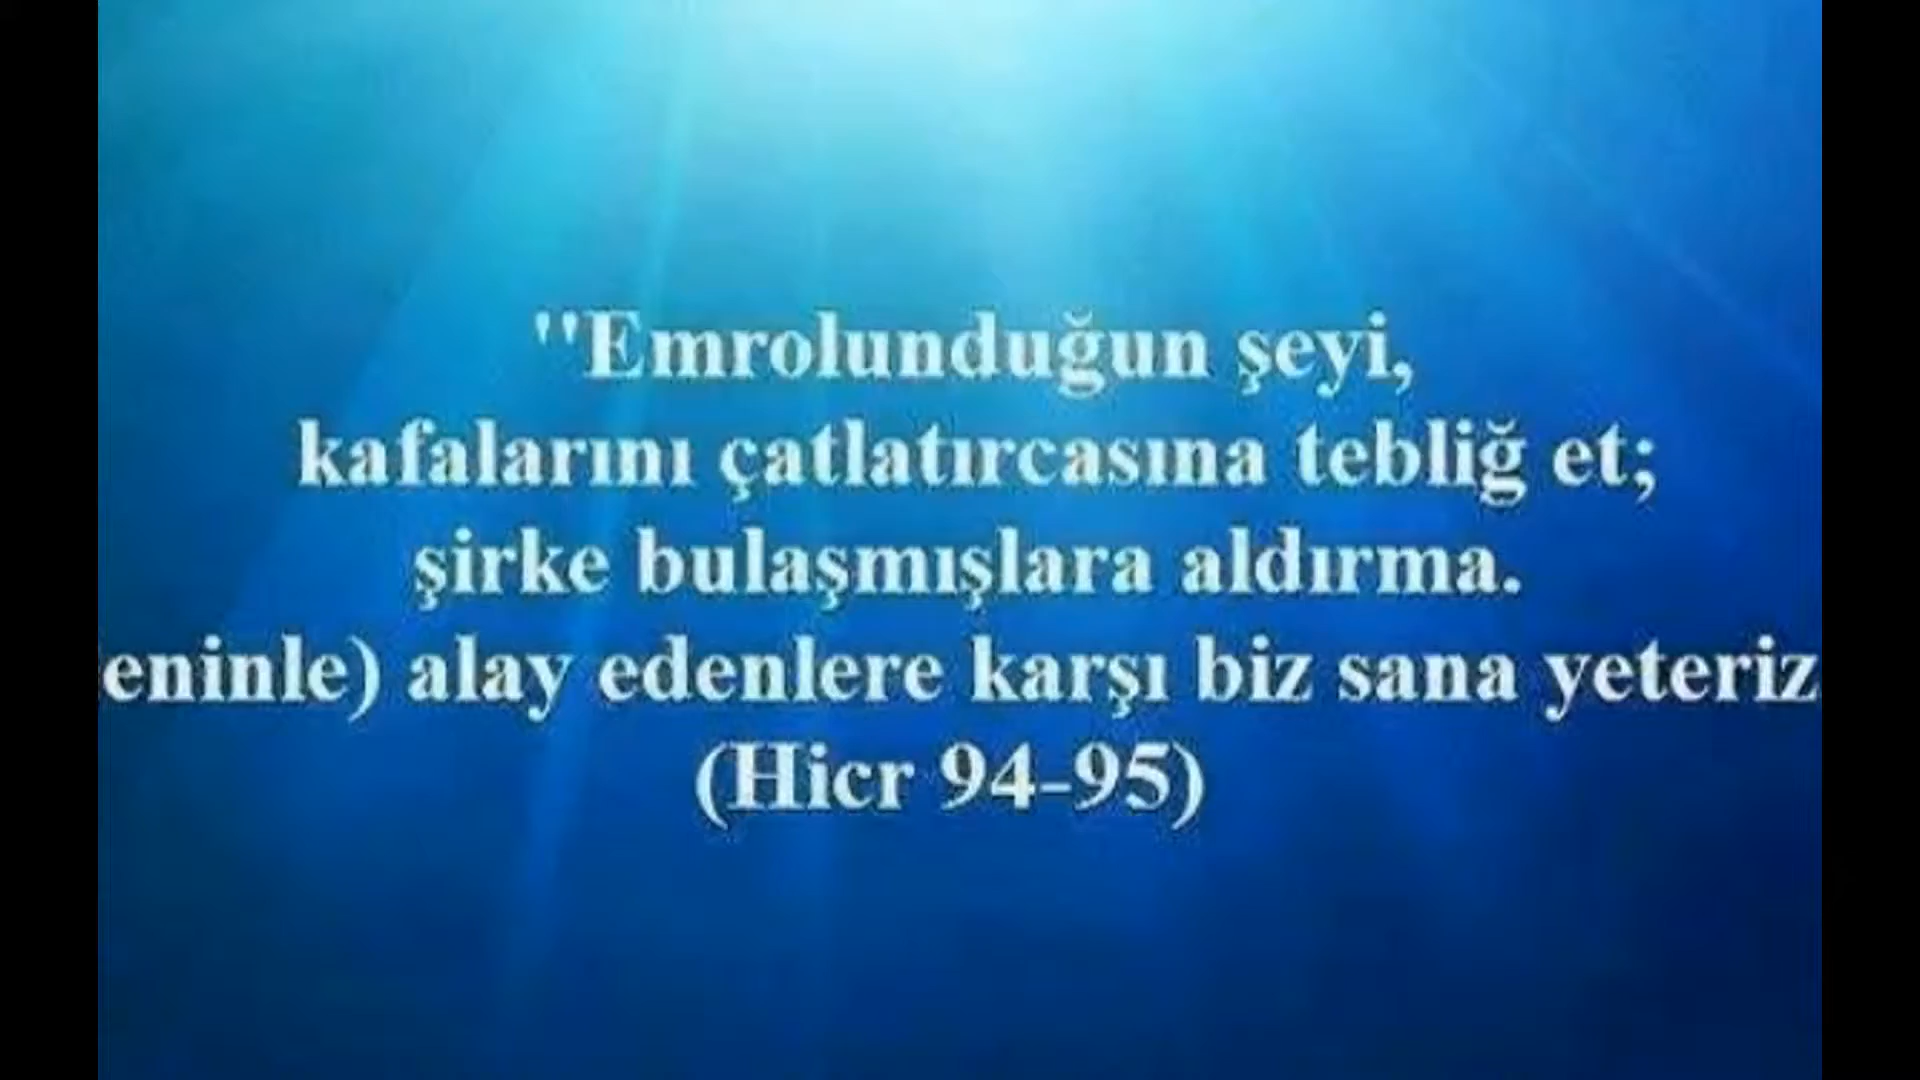 ''Emrolunduğun şeyi,
kafalarını çatlatırcasına tebliğ et;
şirke bulaşmışlara aldırma.
eninle) alay edenlere karşı biz sana yeteriz
(Hicr 94-95)